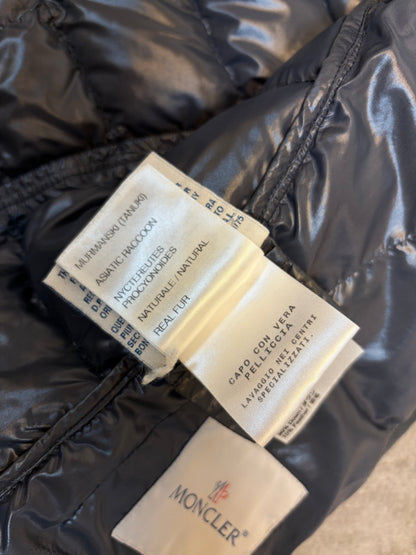 MURMANSKI (TANUKI)
ASIATIC RACCOON
NYCTEREUTES
PROCYONOIDES
NATURALE / NATURAL
REAL FUR
CAPO CON VERA
PELLICCIA
LAVAGGIO NEI CENTRI
SPECIALIZZATI.
MONCLER